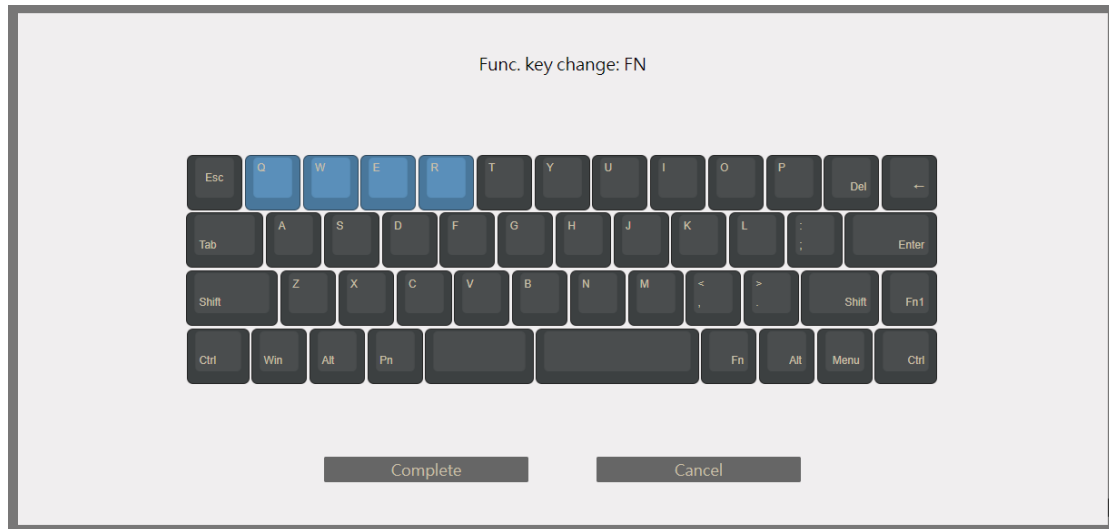 Func. key change: FN
Esc Q W E R T Y U I O P Del ←
Tab A S D F G H J K L : ; Enter
Shift Z X C V B N M < , > . Shift Fn1
Ctrl Win Alt Pn Fn Alt Menu Ctrl
Complete Cancel